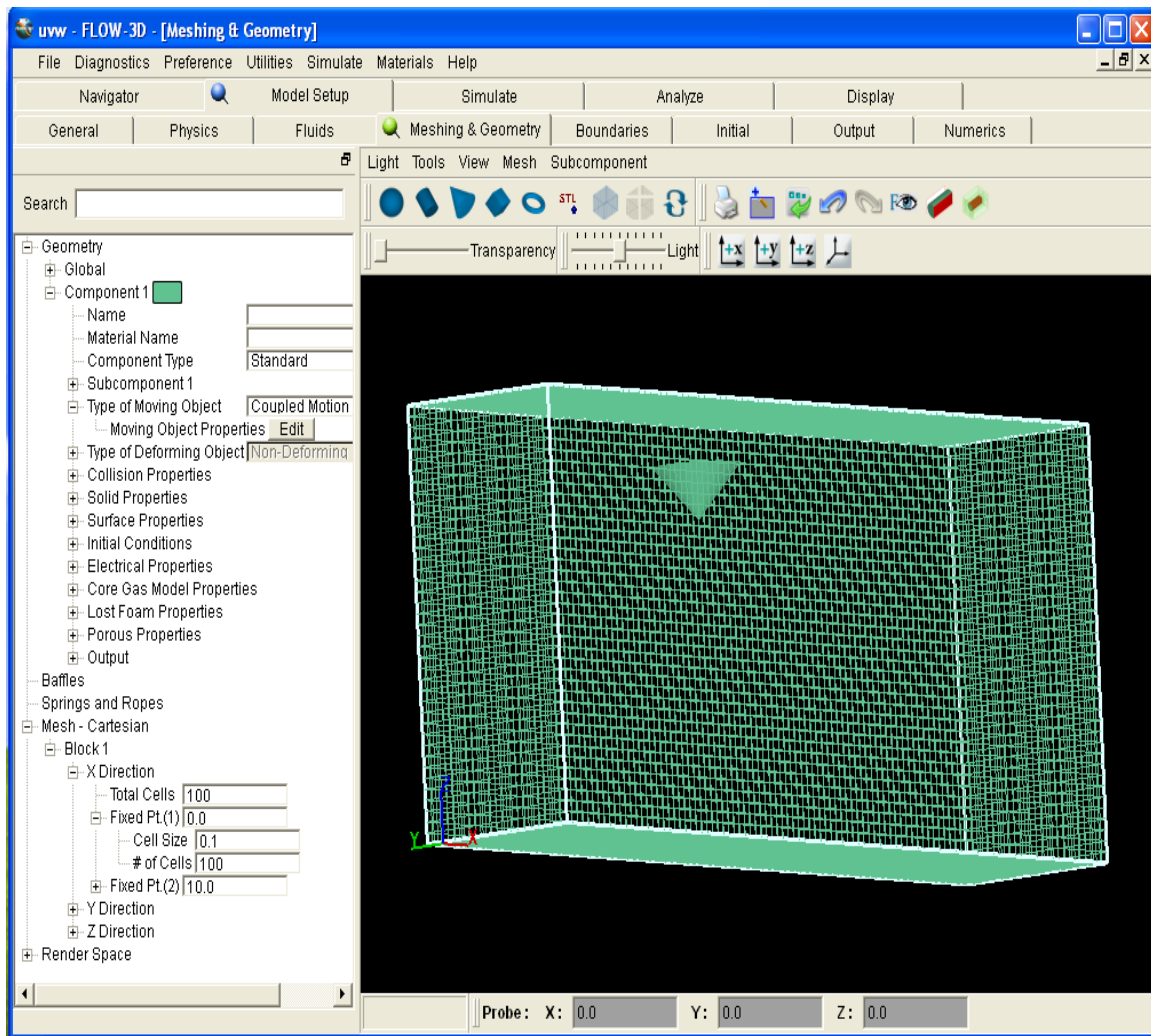 uvw - FLOW-3D - [Meshing & Geometry]
File Diagnostics Preference Utilities Simulate Materials Help
Navigator Model Setup Simulate Analyze Display
General Physics Fluids Meshing & Geometry Boundaries Initial Output Numerics
Light Tools View Mesh Subcomponent
Search
STL
Transparency Light +x +y +z
Geometry
Global
Component 1
Name
Material Name
Component Type Standard
Subcomponent 1
Type of Moving Object Coupled Motion
Moving Object Properties Edit
Type of Deforming Object Non-Deforming
Collision Properties
Solid Properties
Surface Properties
Initial Conditions
Electrical Properties
Core Gas Model Properties
Lost Foam Properties
Porous Properties
Output
Baffles
Springs and Ropes
Mesh - Cartesian
Block 1
X Direction
Total Cells 100
Fixed Pt.(1) 0.0
Cell Size 0.1
# of Cells 100
Fixed Pt.(2) 10.0
Y Direction
Z Direction
Render Space
Y X
Probe: X: 0.0 Y: 0.0 Z: 0.0